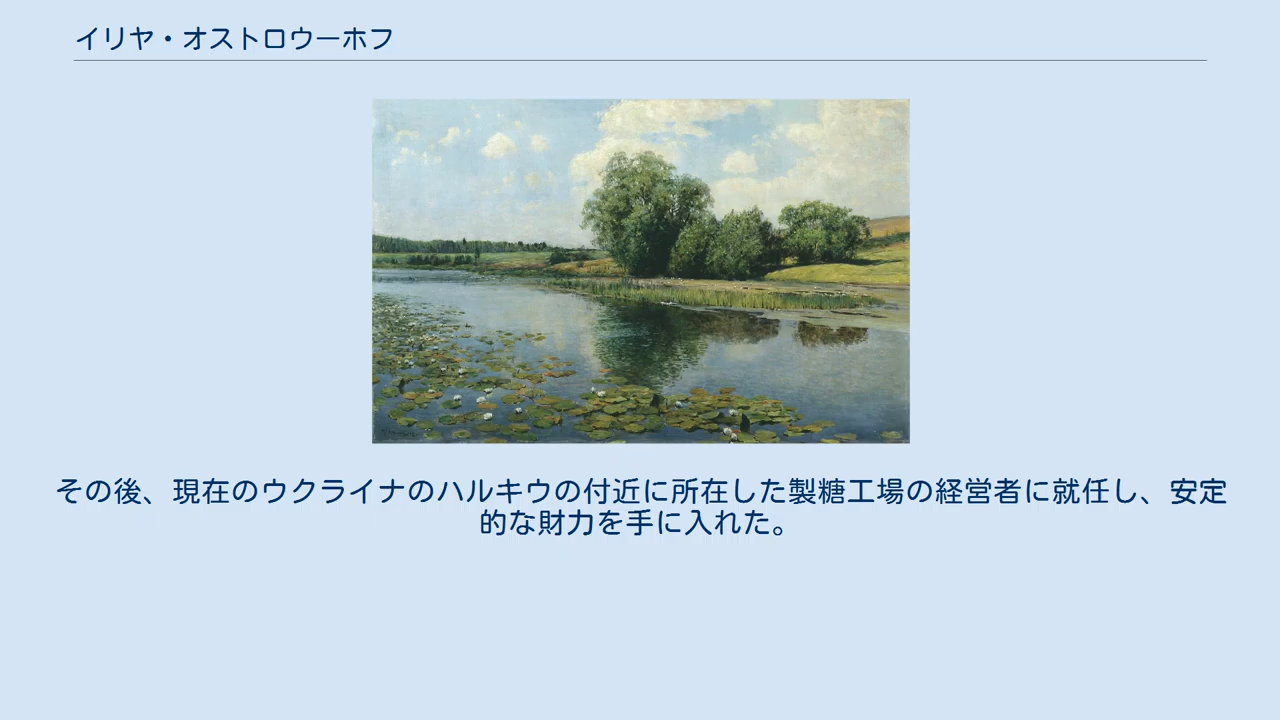 イリヤ・オストロウーホフ
その後、現在のウクライナのハルキウの付近に所在した製糖工場の経営者に就任し、安定
的な財力を手に入れた。